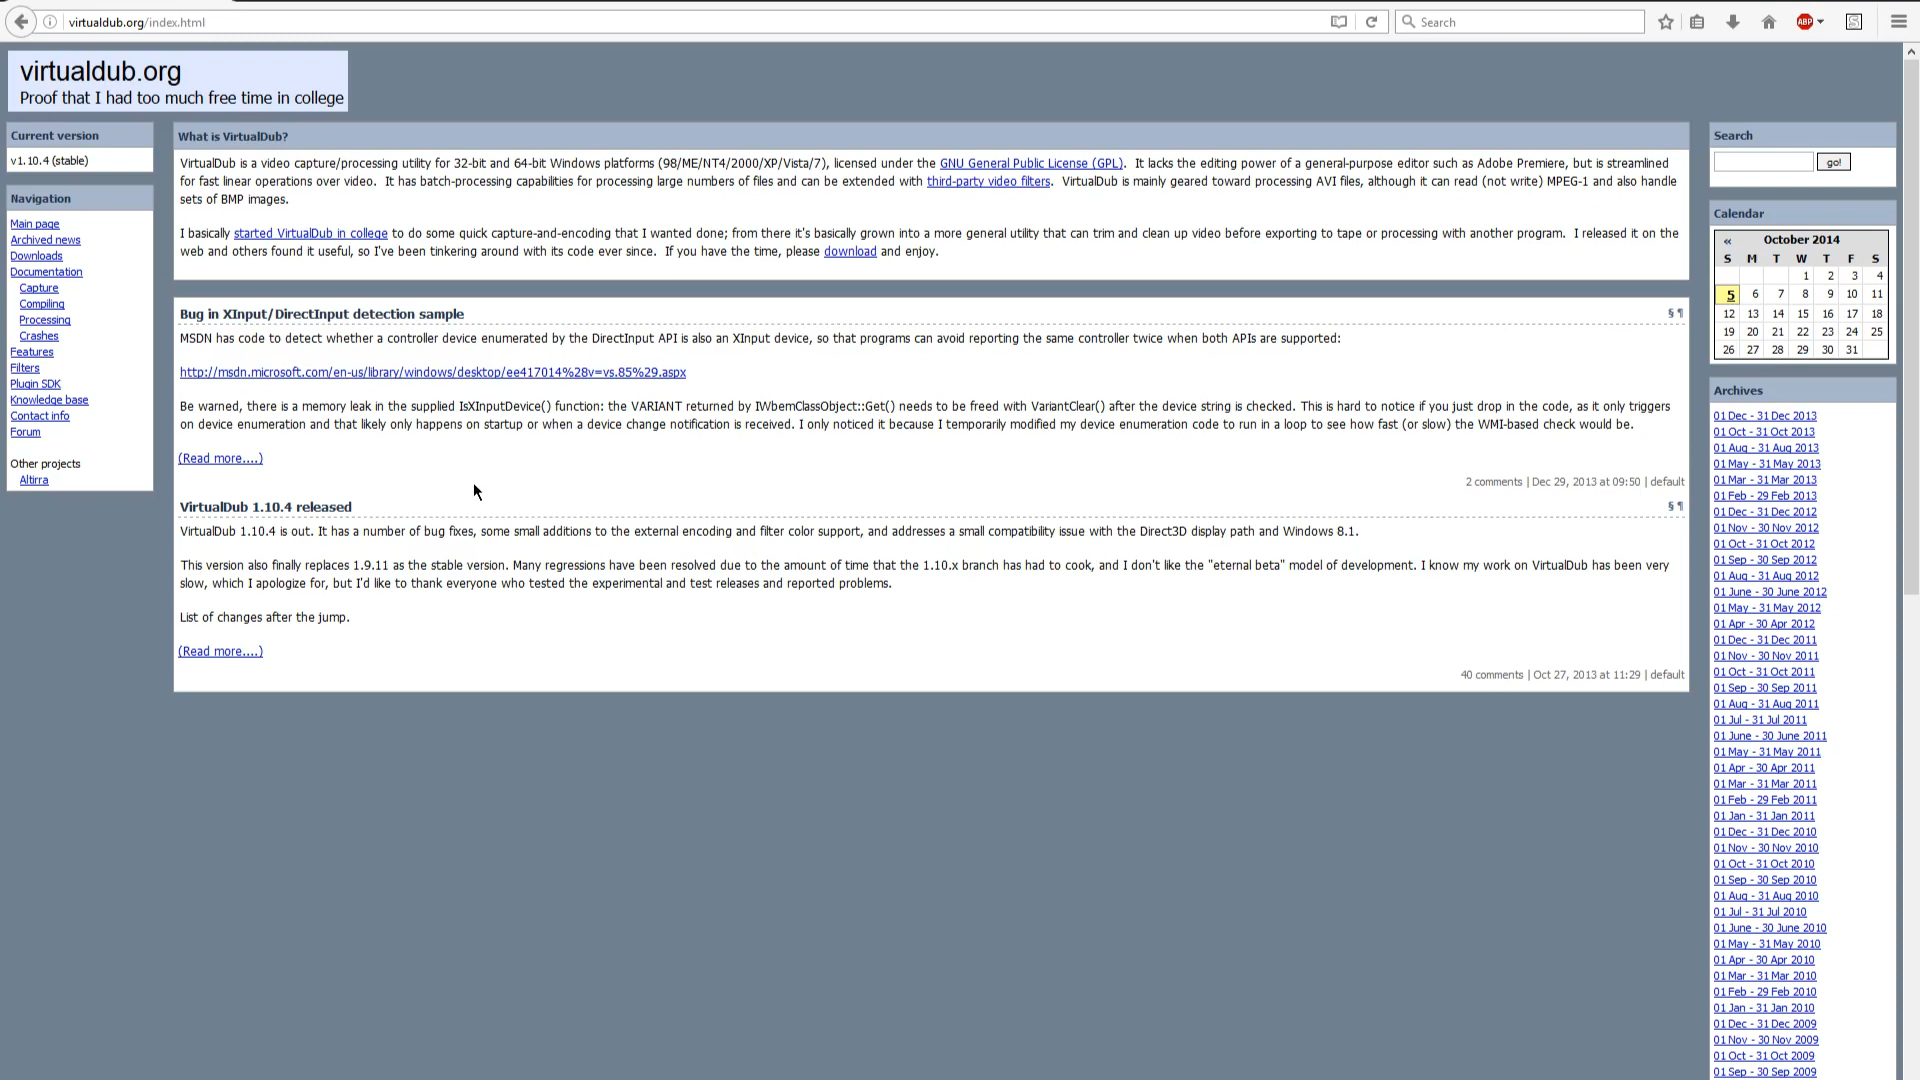 virtualdub.org/index.html
Search
ABP
virtualdub.org
Proof that I had too much free time in college
Current version
v1.10.4 (stable)
Navigation
Main page
Archived news
Downloads
Documentation
Capture
Compiling
Processing
Crashes
Features
Filters
Plugin SDK
Knowledge base
Contact info
Forum
Other projects
Altirra
What is VirtualDub?
VirtualDub is a video capture/processing utility for 32-bit and 64-bit Windows platforms (98/ME/NT4/2000/XP/Vista/7), licensed under the GNU General Public License (GPL). It lacks the editing power of a general-purpose editor such as Adobe Premiere, but is streamlined
for fast linear operations over video. It has batch-processing capabilities for processing large numbers of files and can be extended with third-party video filters. VirtualDub is mainly geared toward processing AVI files, although it can read (not write) MPEG-1 and also handle
sets of BMP images.
I basically started VirtualDub in college to do some quick capture-and-encoding that I wanted done; from there it's basically grown into a more general utility that can trim and clean up video before exporting to tape or processing with another program. I released it on the
web and others found it useful, so I've been tinkering around with its code ever since. If you have the time, please download and enjoy.
Bug in XInput/DirectInput detection sample § ¶
MSDN has code to detect whether a controller device enumerated by the DirectInput API is also an XInput device, so that programs can avoid reporting the same controller twice when both APIs are supported:
http://msdn.microsoft.com/en-us/library/windows/desktop/ee417014%28v=vs.85%29.aspx
Be warned, there is a memory leak in the supplied IsXInputDevice() function: the VARIANT returned by IWbemClassObject::Get() needs to be freed with VariantClear() after the device string is checked. This is hard to notice if you just drop in the code, as it only triggers
on device enumeration and that likely only happens on startup or when a device change notification is received. I only noticed it because I temporarily modified my device enumeration code to run in a loop to see how fast (or slow) the WMI-based check would be.
(Read more....)
2 comments | Dec 29, 2013 at 09:50 | default
VirtualDub 1.10.4 released § ¶
VirtualDub 1.10.4 is out. It has a number of bug fixes, some small additions to the external encoding and filter color support, and addresses a small compatibility issue with the Direct3D display path and Windows 8.1.
This version also finally replaces 1.9.11 as the stable version. Many regressions have been resolved due to the amount of time that the 1.10.x branch has had to cook, and I don't like the "eternal beta" model of development. I know my work on VirtualDub has been very
slow, which I apologize for, but I'd like to thank everyone who tested the experimental and test releases and reported problems.
List of changes after the jump.
(Read more....)
40 comments | Oct 27, 2013 at 11:29 | default
Search
go!
Calendar
« October 2014
S M T W T F S
1 2 3 4
5 6 7 8 9 10 11
12 13 14 15 16 17 18
19 20 21 22 23 24 25
26 27 28 29 30 31
Archives
01 Dec - 31 Dec 2013
01 Oct - 31 Oct 2013
01 Aug - 31 Aug 2013
01 May - 31 May 2013
01 Mar - 31 Mar 2013
01 Feb - 29 Feb 2013
01 Dec - 31 Dec 2012
01 Nov - 30 Nov 2012
01 Oct - 31 Oct 2012
01 Sep - 30 Sep 2012
01 Aug - 31 Aug 2012
01 June - 30 June 2012
01 May - 31 May 2012
01 Apr - 30 Apr 2012
01 Dec - 31 Dec 2011
01 Nov - 30 Nov 2011
01 Oct - 31 Oct 2011
01 Sep - 30 Sep 2011
01 Aug - 31 Aug 2011
01 Jul - 31 Jul 2011
01 June - 30 June 2011
01 May - 31 May 2011
01 Apr - 30 Apr 2011
01 Mar - 31 Mar 2011
01 Feb - 29 Feb 2011
01 Jan - 31 Jan 2011
01 Dec - 31 Dec 2010
01 Nov - 30 Nov 2010
01 Oct - 31 Oct 2010
01 Sep - 30 Sep 2010
01 Aug - 31 Aug 2010
01 Jul - 31 Jul 2010
01 June - 30 June 2010
01 May - 31 May 2010
01 Apr - 30 Apr 2010
01 Mar - 31 Mar 2010
01 Feb - 29 Feb 2010
01 Jan - 31 Jan 2010
01 Dec - 31 Dec 2009
01 Nov - 30 Nov 2009
01 Oct - 31 Oct 2009
01 Sep - 30 Sep 2009